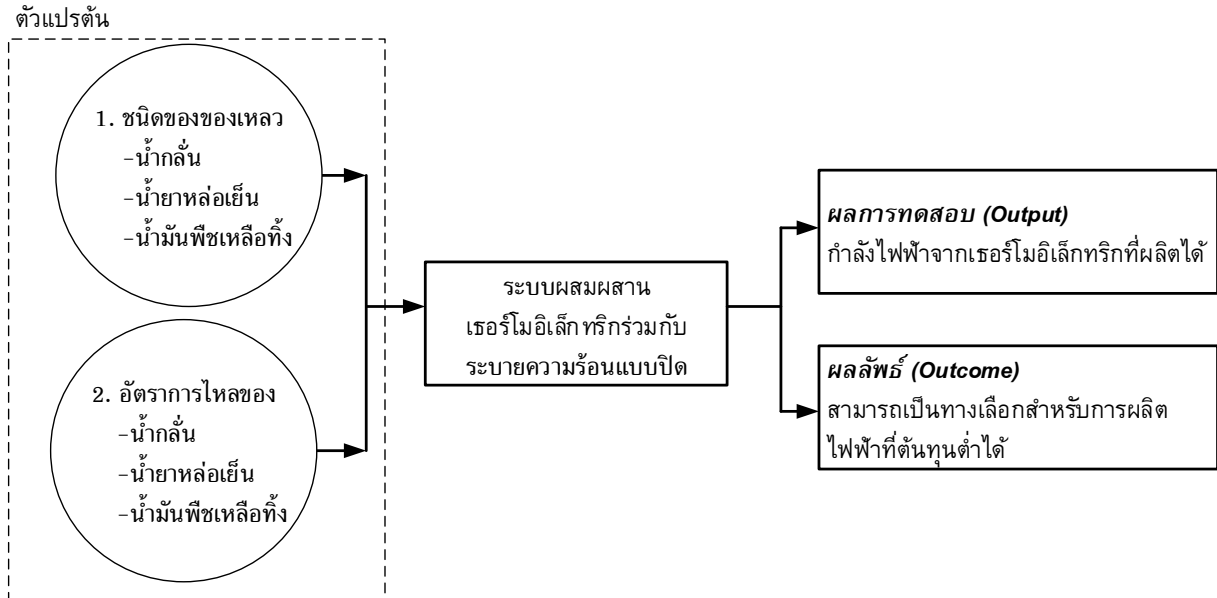 ตัวแปรต้น
1. ชนิดของของเหลว
-น้ำกลั่น
-น้ำยาหล่อเย็น
-น้ำมันพืชเหลือทิ้ง
2. อัตราการไหลของ
-น้ำกลั่น
-น้ำยาหล่อเย็น
-น้ำมันพืชเหลือทิ้ง
ระบบผสมผสาน
เธอร์โมอิเล็กทริกร่วมกับ
ระบายความร้อนแบบปิด
ผลการทดสอบ (Output)
กำลังไฟฟ้าจากเธอร์โมอิเล็กทริกที่ผลิตได้
ผลลัพธ์ (Outcome)
สามารถเป็นทางเลือกสำหรับการผลิต
ไฟฟ้าที่ต้นทุนต่ำได้